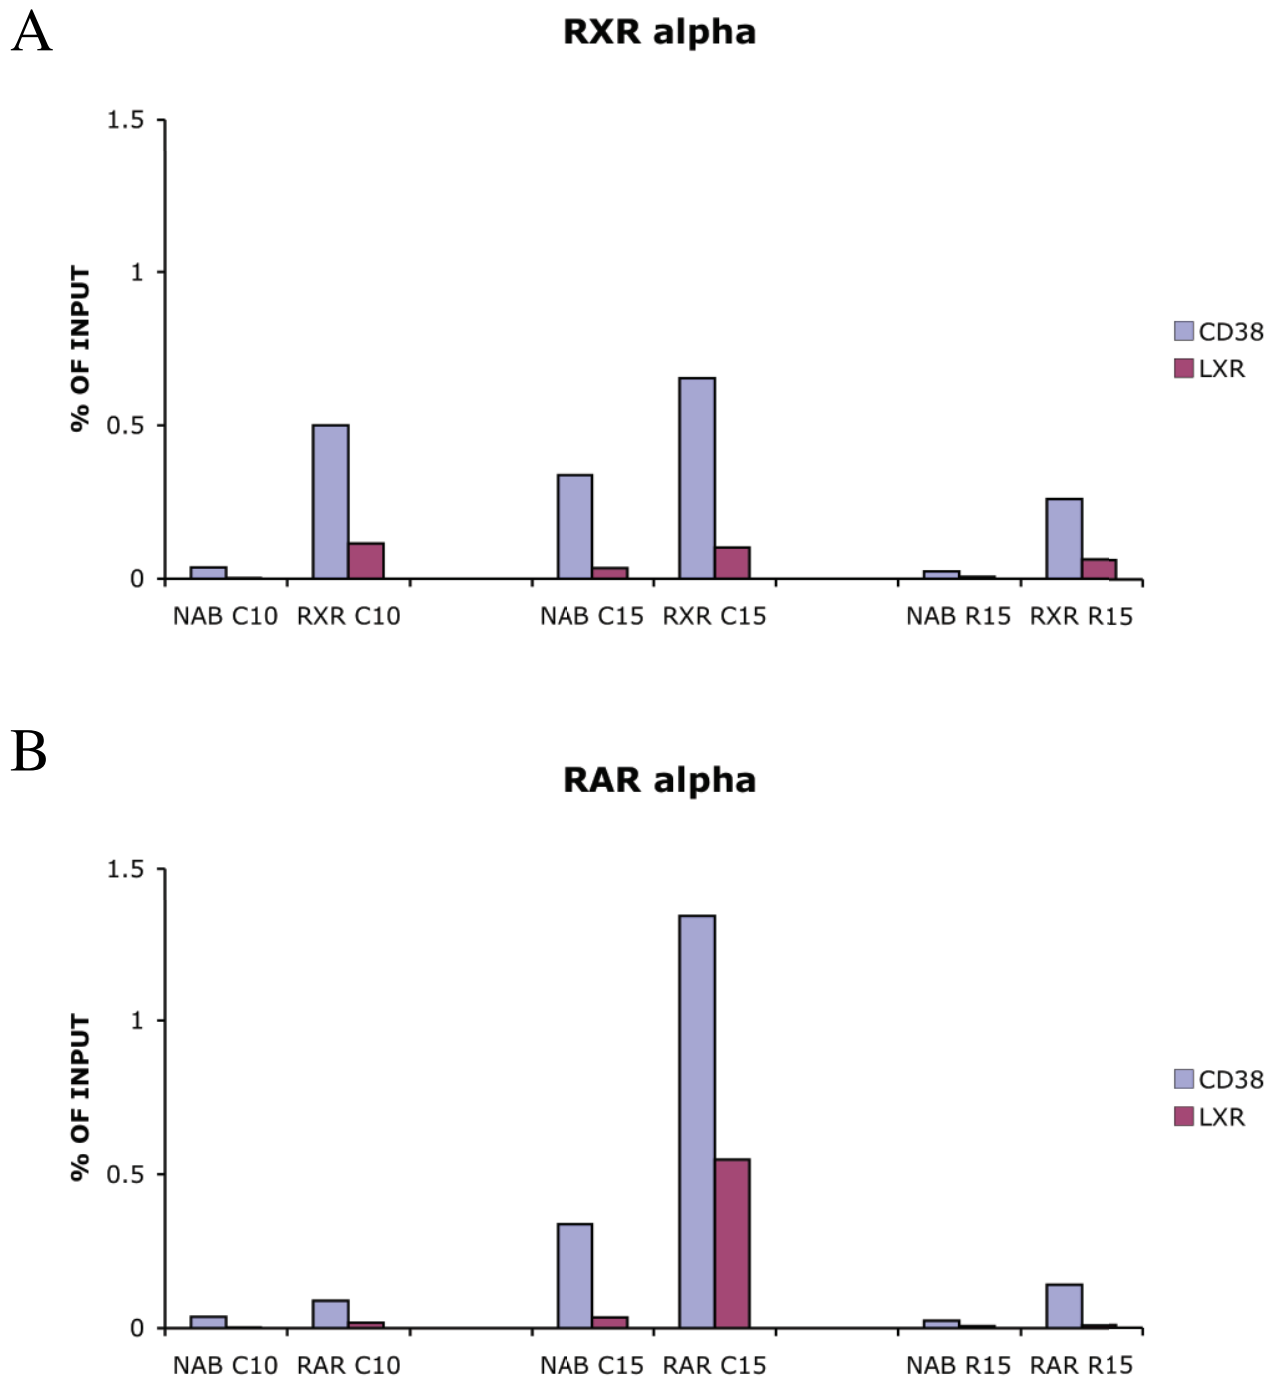 A
RXR alpha
1.5
1
0.5
0
% OF INPUT
CD38
LXR
NAB C10 RXR C10 NAB C15 RXR C15 NAB R15 RXR R15
B
RAR alpha
1.5
1
0.5
0
% OF INPUT
CD38
LXR
NAB C10 RAR C10 NAB C15 RAR C15 NAB R15 RAR R15